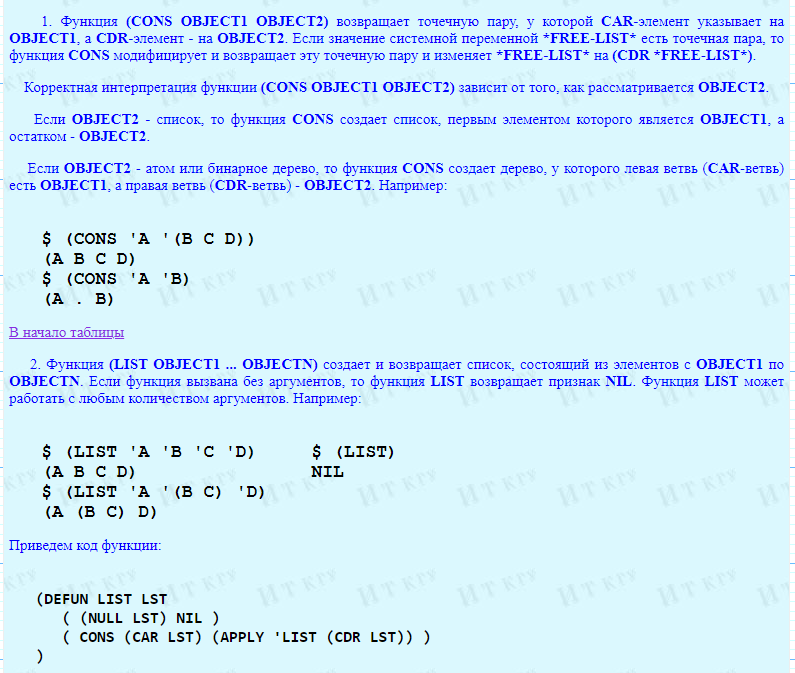 1. Функция (CONS OBJECT1 OBJECT2) возвращает точечную пару, у которой CAR-элемент указывает на
OBJECT1, а CDR-элемент - на OBJECT2. Если значение системной переменной *FREE-LIST* есть точечная пара, то
функция CONS модифицирует и возвращает эту точечную пару и изменяет *FREE-LIST* на (CDR *FREE-LIST*).
Корректная интерпретация функции (CONS OBJECT1 OBJECT2) зависит от того, как рассматривается OBJECT2.
Если OBJECT2 - список, то функция CONS создает список, первым элементом которого является OBJECT1, а
остатком - OBJECT2.
Если OBJECT2 - атом или бинарное дерево, то функция CONS создает дерево, у которого левая ветвь (CAR-ветвь)
есть OBJECT1, а правая ветвь (CDR-ветвь) - OBJECT2. Например:
$ (CONS 'A '(B C D))
(A B C D)
$ (CONS 'A 'B)
(A . B)
В начало таблицы
2. Функция (LIST OBJECT1 ... OBJECTN) создает и возвращает список, состоящий из элементов с OBJECT1 по
OBJECTN. Если функция вызвана без аргументов, то функция LIST возвращает признак NIL. Функция LIST может
работать с любым количеством аргументов. Например:
$ (LIST 'A 'B 'C 'D) $ (LIST)
(A B C D) NIL
$ (LIST 'A '(B C) 'D)
(A (B C) D)
Приведем код функции:
(DEFUN LIST LST
( (NULL LST) NIL )
( CONS (CAR LST) (APPLY 'LIST (CDR LST)) )
)